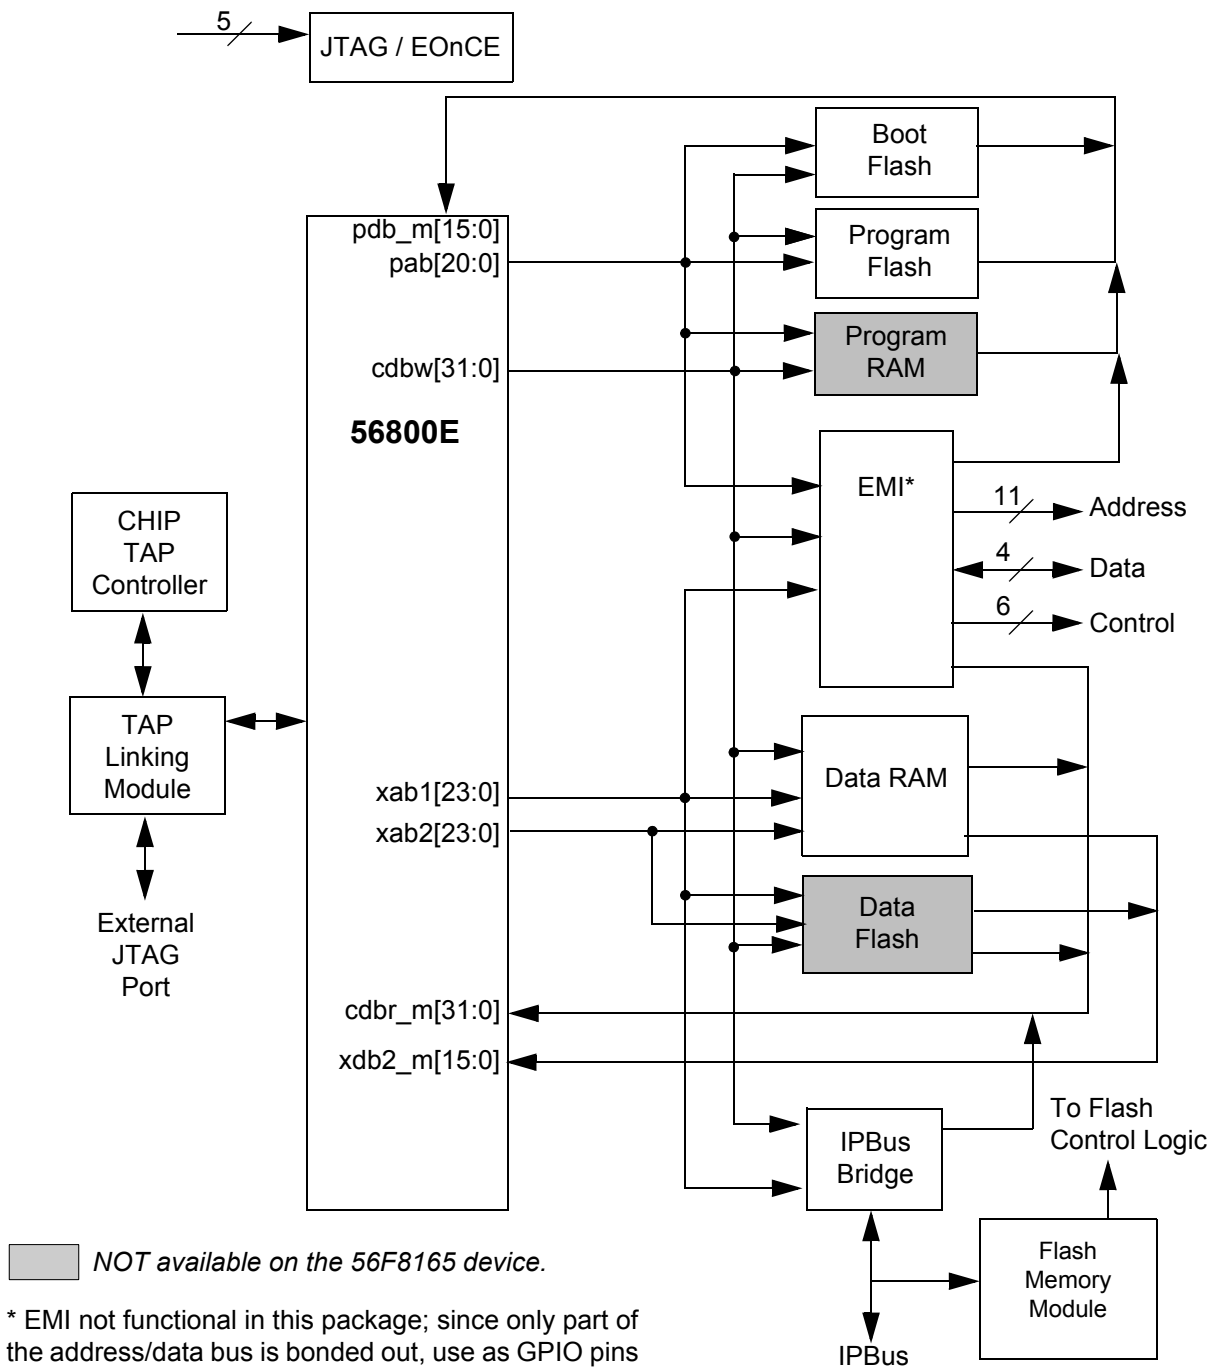 5
JTAG / EOnCE
Boot
Flash
pdb_m[15:0]
pab[20:0]
Program
Flash
Program
RAM
cdbw[31:0]
56800E
EMI*
11
Address
4
Data
6
Control
CHIP
TAP
Controller
TAP
Linking
Module
External
JTAG
Port
xab1[23:0]
xab2[23:0]
Data RAM
Data
Flash
cdbr_m[31:0]
xdb2_m[15:0]
To Flash
Control Logic
IPBus
Bridge
Flash
Memory
Module
IPBus
NOT available on the 56F8165 device.
* EMI not functional in this package; since only part of
the address/data bus is bonded out, use as GPIO pins